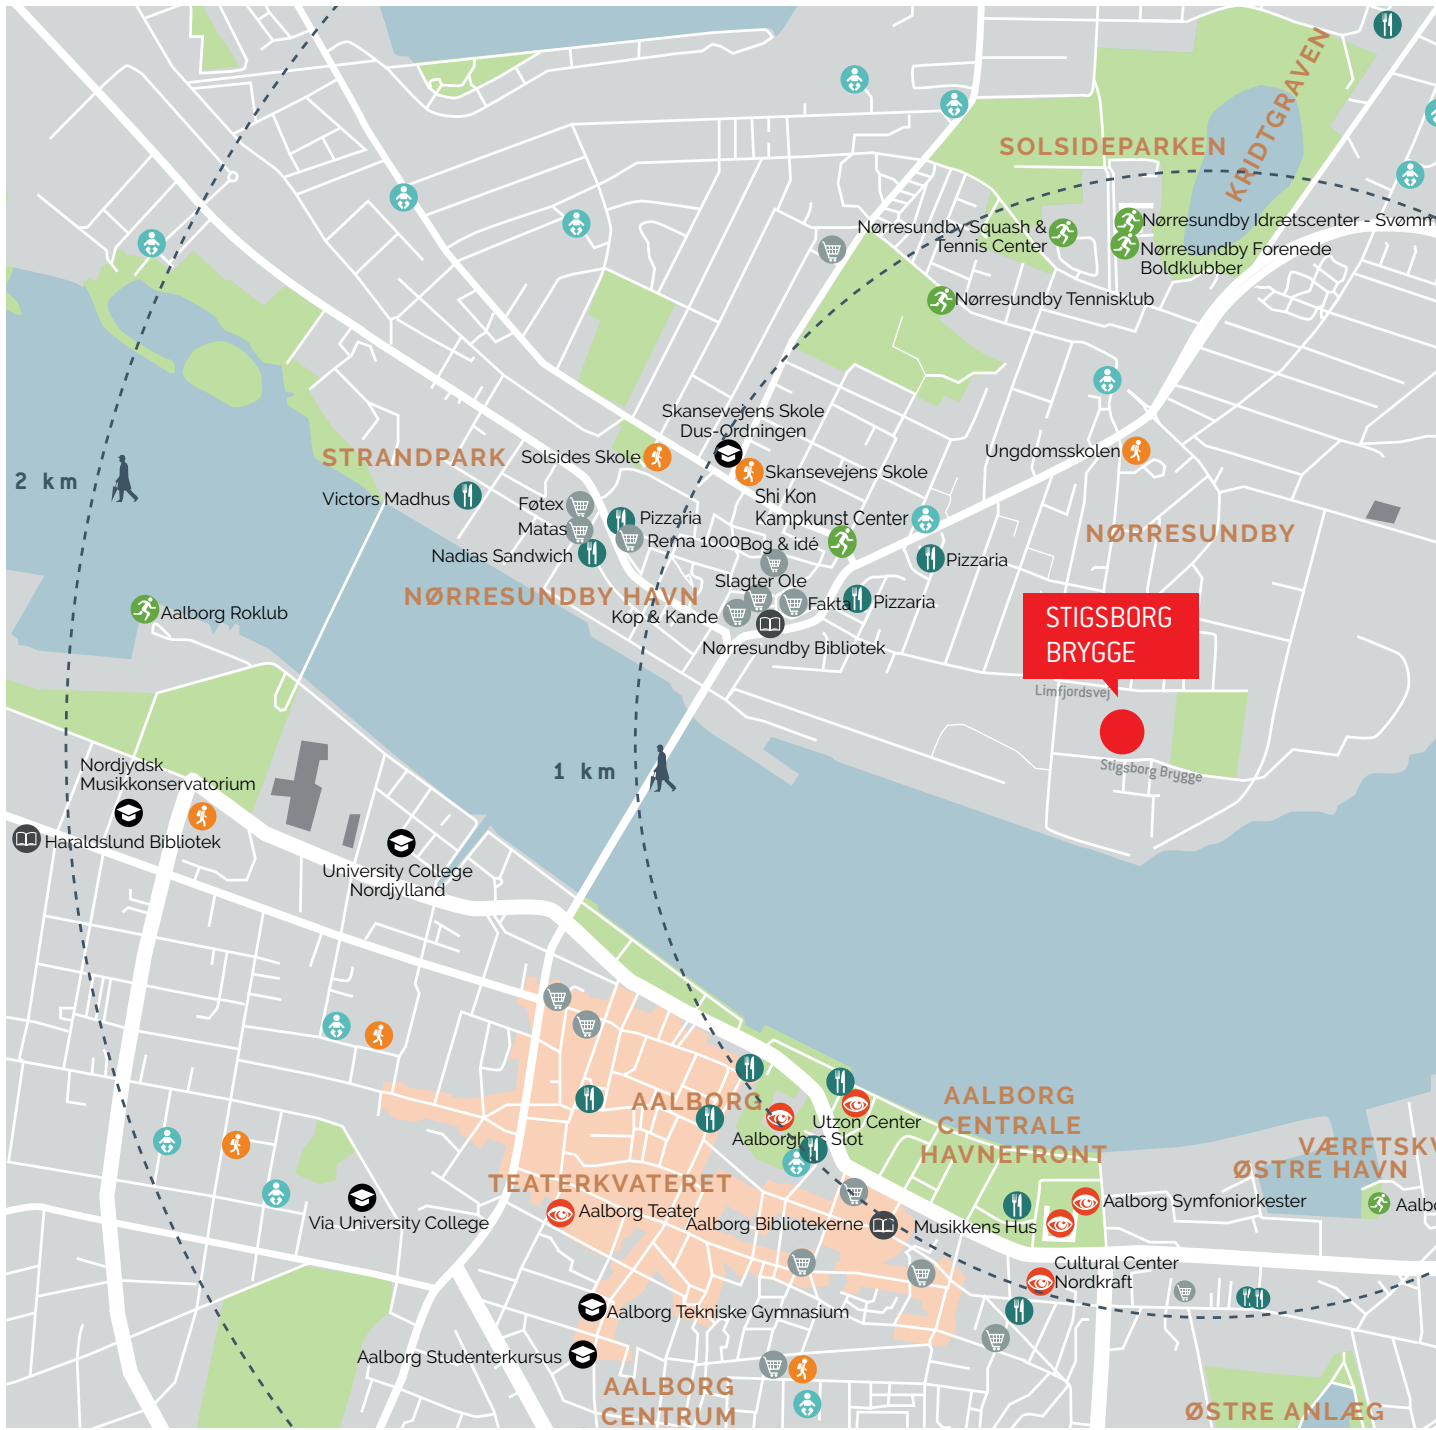 KRIDTGRAVEN
SOLSIDEPARKEN
Nørresundby Squash &
Tennis Center
Nørresundby Idrætscenter - Svømm
Nørresundby Forenede
Boldklubber
Nørresundby Tennisklub
Skansevejens Skole
Dus-Ordningen
STRANDPARK
Solsides Skole
Skansevejens Skole
Ungdomsskolen
2 km
Victors Madhus
Føtex
Matas
Pizzaria
Rema 1000
Nadias Sandwich
Shi Kon
Kampkunst Center
Bog & idé
NØRRESUNDBY
Pizzaria
Slagter Ole
NØRRESUNDBY HAVN
Kop & Kande
Fakta
Pizzaria
Aalborg Roklub
Nørresundby Bibliotek
STIGSBORG
BRYGGE
Limfjordsvej
Stigsborg Brygge
1 km
Nordjydsk
Musikkonservatorium
Haraldslund Bibliotek
University College
Nordjylland
AALBORG
Utzon Center
Aalborghus Slot
AALBORG
CENTRALE
HAVNEFRONT
VÆRFTSKV
ØSTRE HAVN
TEATERKVATERET
Aalborg Teater
Via University College
Aalborg Bibliotekerne
Musikkens Hus
Aalborg Symfoniorkester
Aalbo
Cultural Center
Nordkraft
Aalborg Tekniske Gymnasium
Aalborg Studenterkursus
AALBORG
CENTRUM
ØSTRE ANLÆG